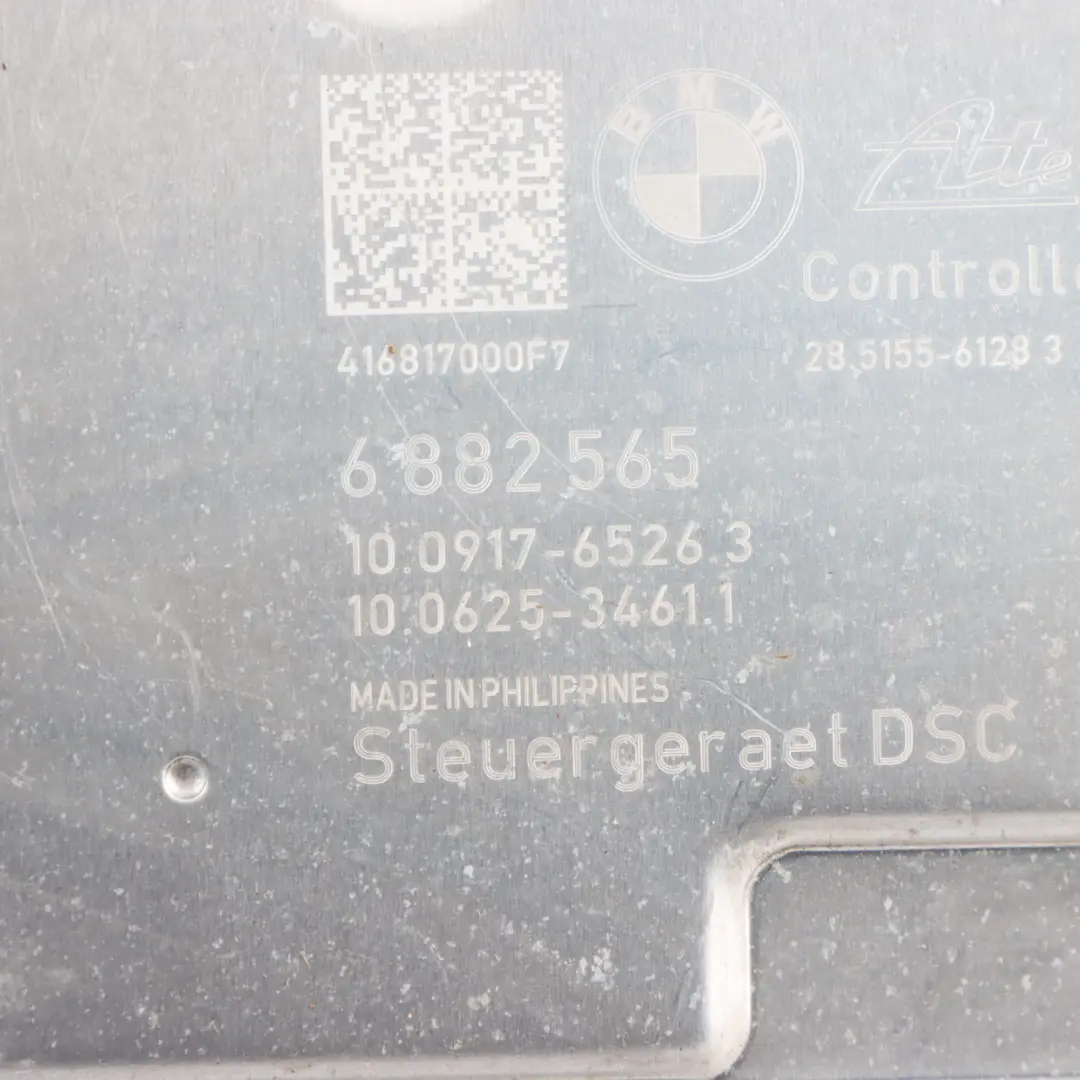 BMW
Ate
Controlle
416817000F7
28.5155-6128 3
6 882 565
10.0917-6526.3
10.0625-3461.1
MADE IN PHILIPPINES
Steuergeraet DSC